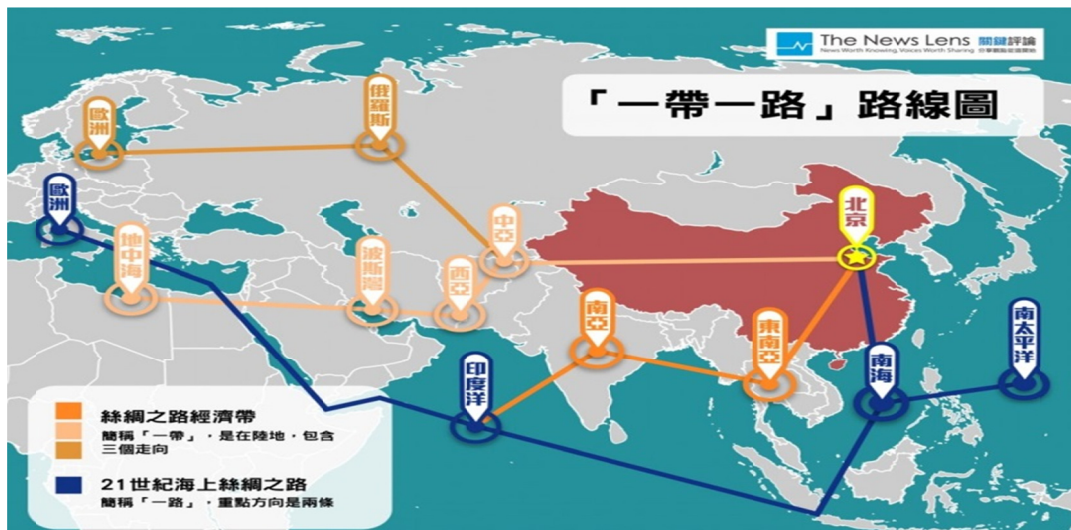 The News Lens 關鍵評論
News Worth Knowing Voices Worth Sharing
「一帶一路」路線圖
歐洲
俄羅斯
歐洲
地中海
波斯灣
西亞
中亞
北京
南亞
東南亞
印度洋
南海
南太平洋
絲綢之路經濟帶
簡稱「一帶」，是在陸地，包含
三個走向
21世紀海上絲綢之路
簡稱「一路」，重點方向是兩條